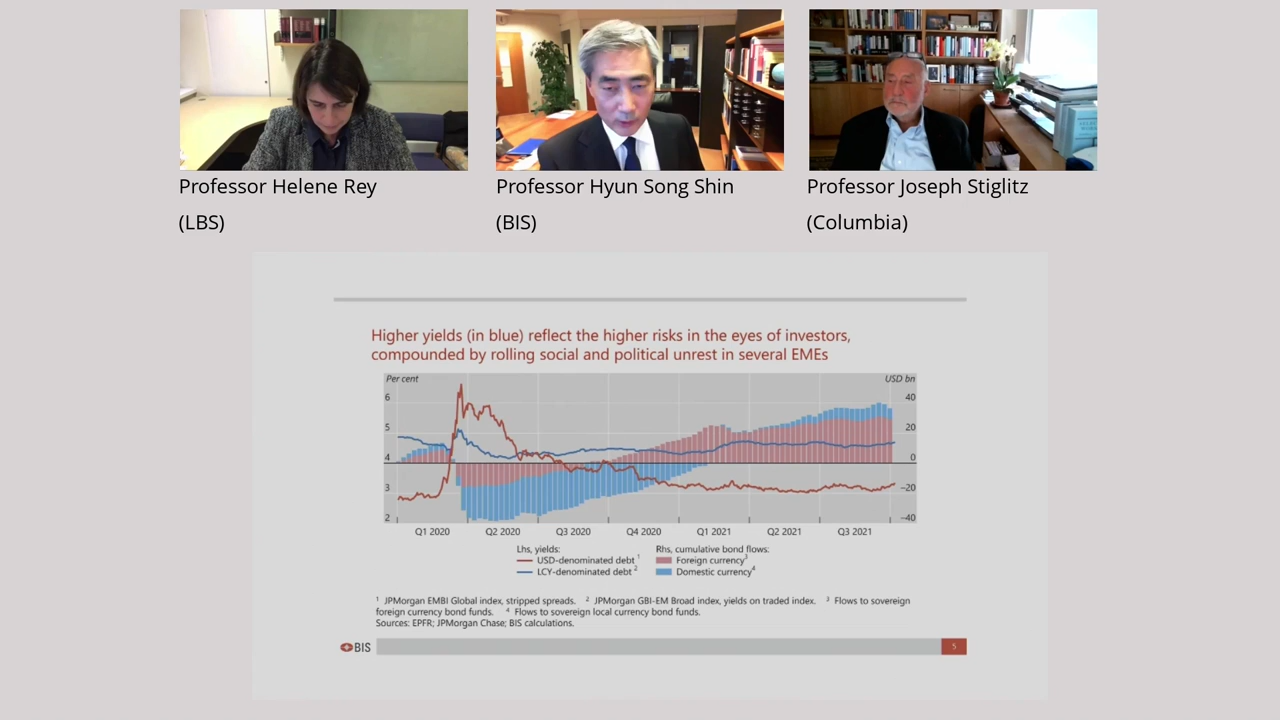 Professor Helene Rey
(LBS)
Professor Hyun Song Shin
(BIS)
Professor Joseph Stiglitz
(Columbia)
Higher yields (in blue) reflect the higher risks in the eyes of investors,
compounded by rolling social and political unrest in several EMEs
Per cent USD bn
6 40
5 20
4 0
3 –20
2 –40
Q1 2020 Q2 2020 Q3 2020 Q4 2020 Q1 2021 Q2 2021 Q3 2021
Lhs, yields: Rhs, cumulative bond flows:
USD-denominated debt 1 Foreign currency3
LCY-denominated debt 2 Domestic currency4
1 JPMorgan EMBI Global index, stripped spreads. 2 JPMorgan GBI-EM Broad index, yields on traded index. 3 Flows to sovereign
foreign currency bond funds. 4 Flows to sovereign local currency bond funds.
Sources: EPFR; JPMorgan Chase; BIS calculations.
BIS 5